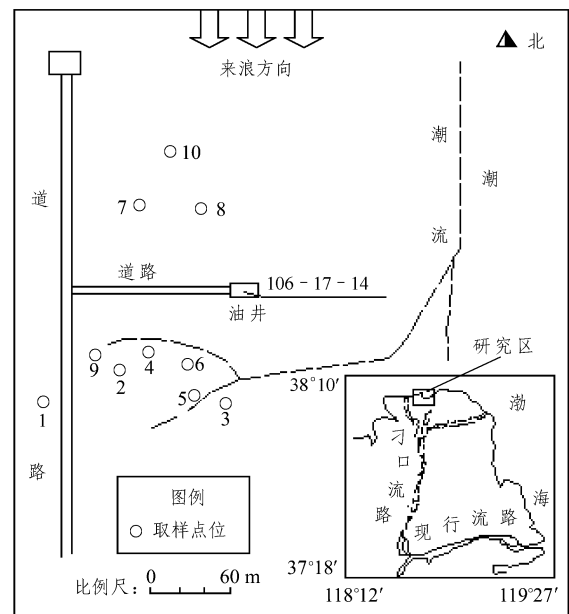 来浪方向
北
潮
潮
流
10
道
7
8
道路
106-17-14
油井
研究区
9
2
4
6
5
3
1
38°10′
渤
海
刁
口
流
路
现行流路
路
图例
取样点位
比例尺：0 60 m
37°18′
118°12′
119°27′